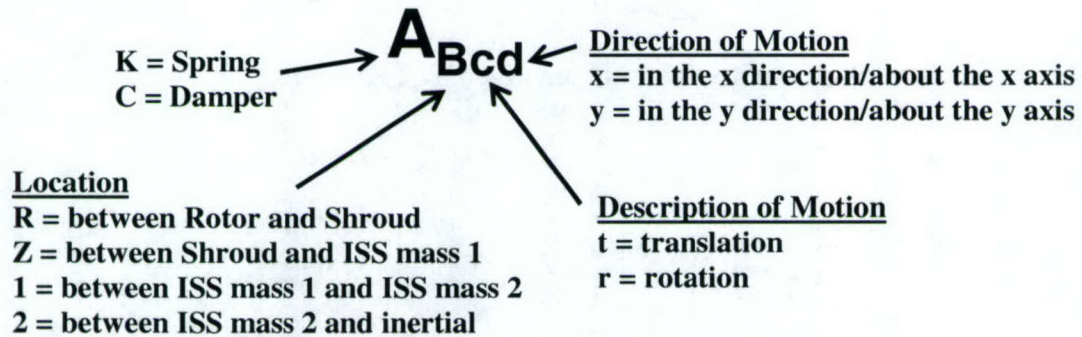 A_Bcd
K = Spring
C = Damper
Direction of Motion
x = in the x direction/about the x axis
y = in the y direction/about the y axis
Location
R = between Rotor and Shroud
Z = between Shroud and ISS mass 1
1 = between ISS mass 1 and ISS mass 2
2 = between ISS mass 2 and inertial
Description of Motion
t = translation
r = rotation